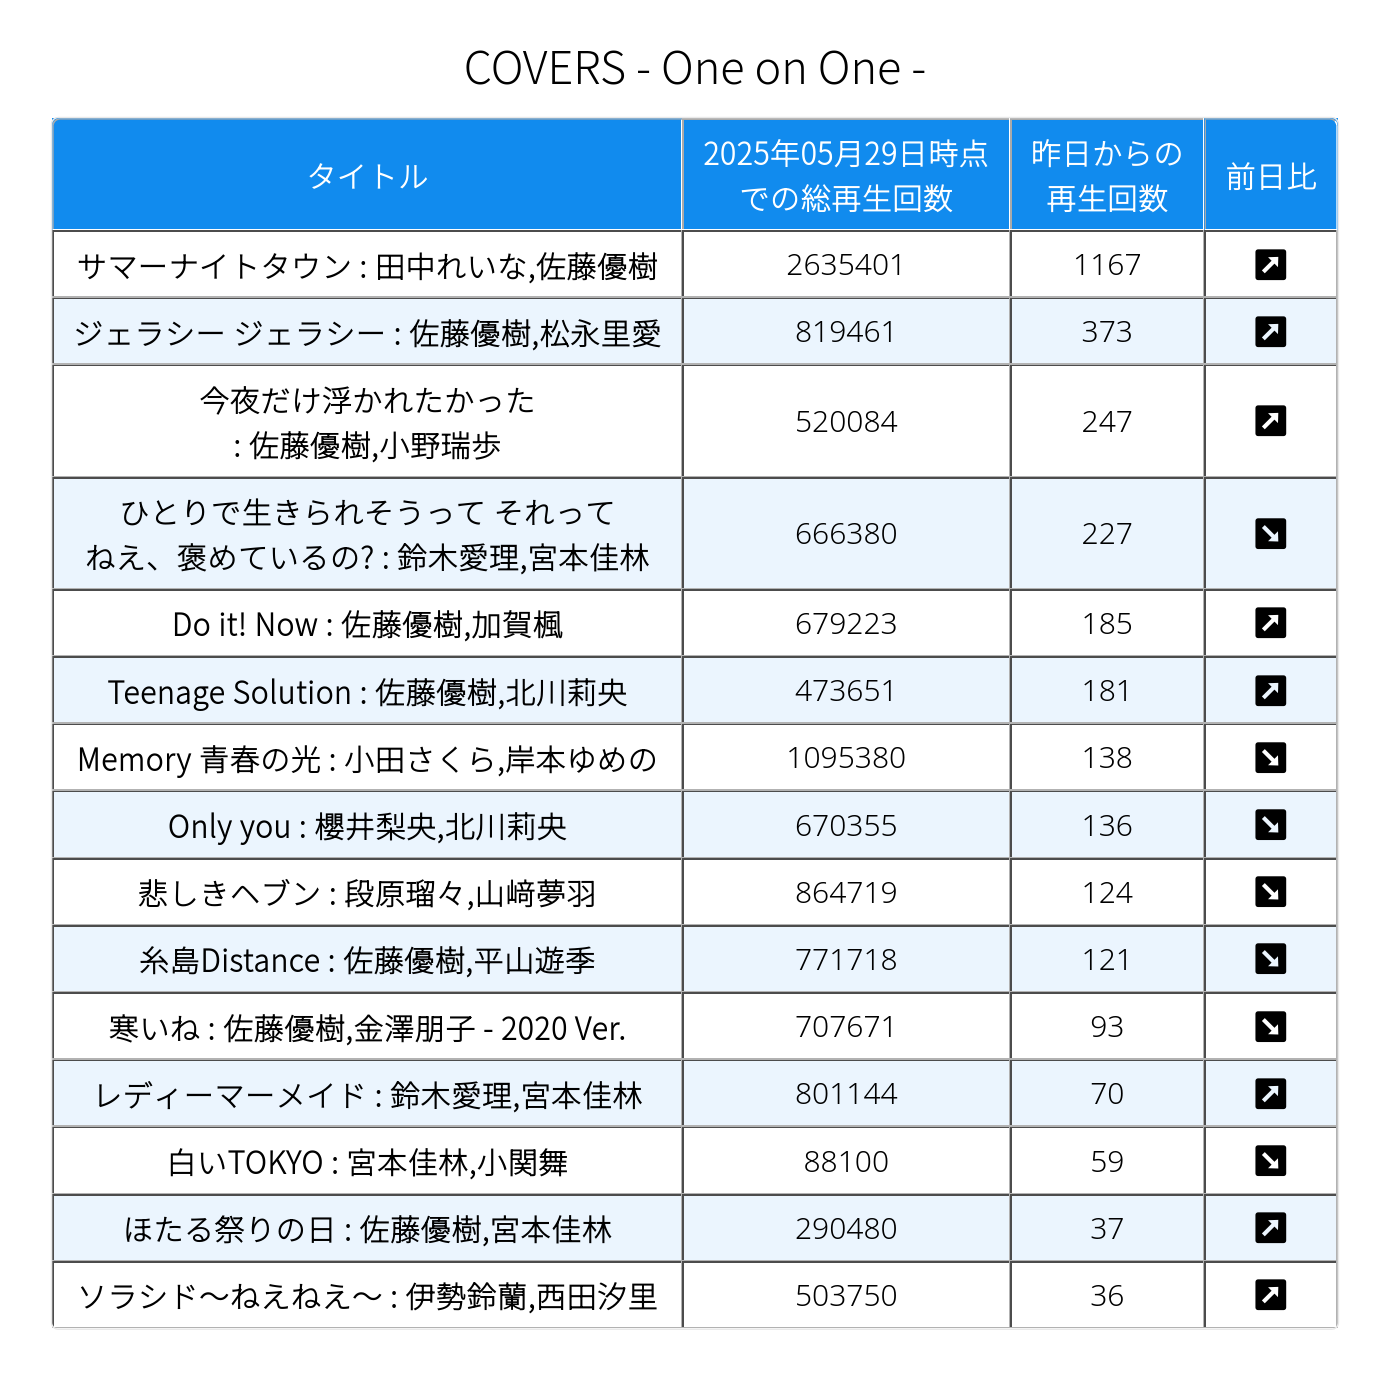 COVERS - One on One -
タイトル
2025年05月29日時点
での総再生回数
昨日からの
再生回数
前日比
サマーナイトタウン : 田中れいな,佐藤優樹 2635401 1167 ↗
ジェラシー ジェラシー : 佐藤優樹,松永里愛 819461 373 ↗
今夜だけ浮かれたかった
: 佐藤優樹,小野瑞歩 520084 247 ↗
ひとりで生きられそうって それって
ねえ、褒めているの? : 鈴木愛理,宮本佳林 666380 227 ↘
Do it! Now : 佐藤優樹,加賀楓 679223 185 ↗
Teenage Solution : 佐藤優樹,北川莉央 473651 181 ↗
Memory 青春の光 : 小田さくら,岸本ゆめの 1095380 138 ↘
Only you : 櫻井梨央,北川莉央 670355 136 ↘
悲しきヘブン : 段原瑠々,山﨑夢羽 864719 124 ↘
糸島Distance : 佐藤優樹,平山遊季 771718 121 ↘
寒いね : 佐藤優樹,金澤朋子 - 2020 Ver. 707671 93 ↘
レディーマーメイド : 鈴木愛理,宮本佳林 801144 70 ↗
白いTOKYO : 宮本佳林,小関舞 88100 59 ↘
ほたる祭りの日 : 佐藤優樹,宮本佳林 290480 37 ↗
ソラシド～ねえねえ～ : 伊勢鈴蘭,西田汐里 503750 36 ↗